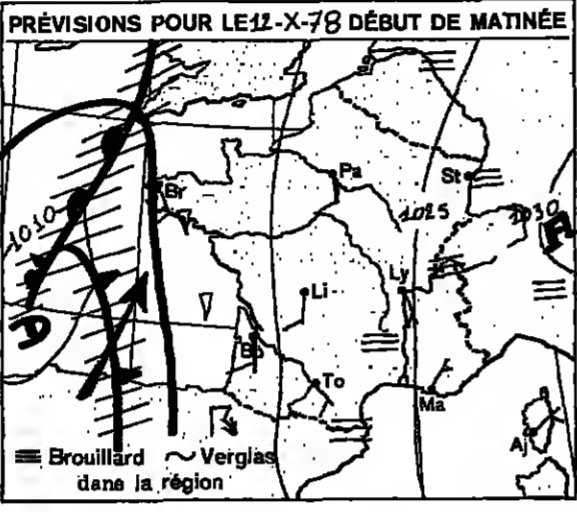 PRÉVISIONS POUR LE 12-X-78 DÉBUT DE MATINÉE
Br
Pa
St
1010
1025
1030
A
Ly
Li
D
To
Ma
Aj
Brouillard Verglas
dans la région